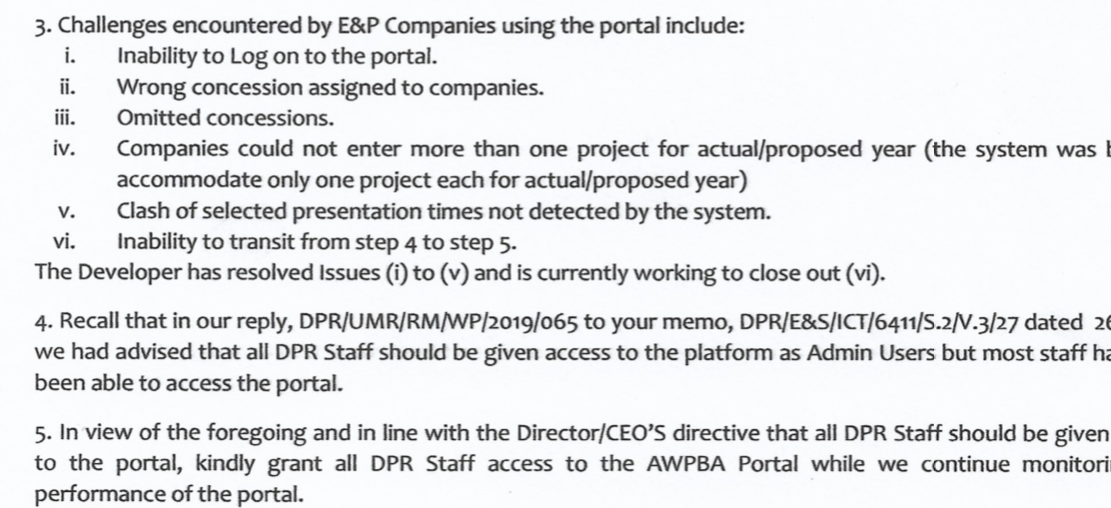 3. Challenges encountered by E&P Companies using the portal include:
i. Inability to Log on to the portal.
ii. Wrong concession assigned to companies.
iii. Omitted concessions.
iv. Companies could not enter more than one project for actual/proposed year (the system was
accommodate only one project each for actual/proposed year)
v. Clash of selected presentation times not detected by the system.
vi. Inability to transit from step 4 to step 5.
The Developer has resolved Issues (i) to (v) and is currently working to close out (vi).
4. Recall that in our reply, DPR/UMR/RM/WP/2019/065 to your memo, DPR/E&S/ICT/6411/S.2/V.3/27 dated
we had advised that all DPR Staff should be given access to the platform as Admin Users but most staff
been able to access the portal.
5. In view of the foregoing and in line with the Director/CEO'S directive that all DPR Staff should be given
to the portal, kindly grant all DPR Staff access to the AWPBA Portal while we continue
performance of the portal.